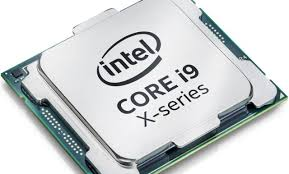 intel
CORE i9
X-series